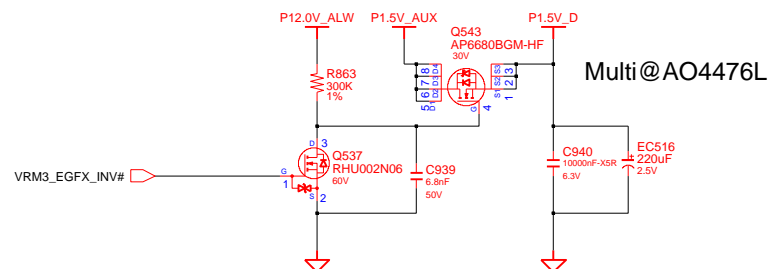 P12.0V_ALW
P1.5V_AUX
P1.5V_D
Q543
AP6680BGM-HF
30V
Multi@AO4476L
R863
300K
1%
8 D4
7 D3
6 D2
5 D1
S3 3
S2 2
S1 1
G 4
D 3
Q537
RHU002N06
60V
G
1
S
2
VRM3_EGFX_INV#
C939
6.8nF
50V
C940
10000nF-X5R
6.3V
EC516
220uF
2.5V